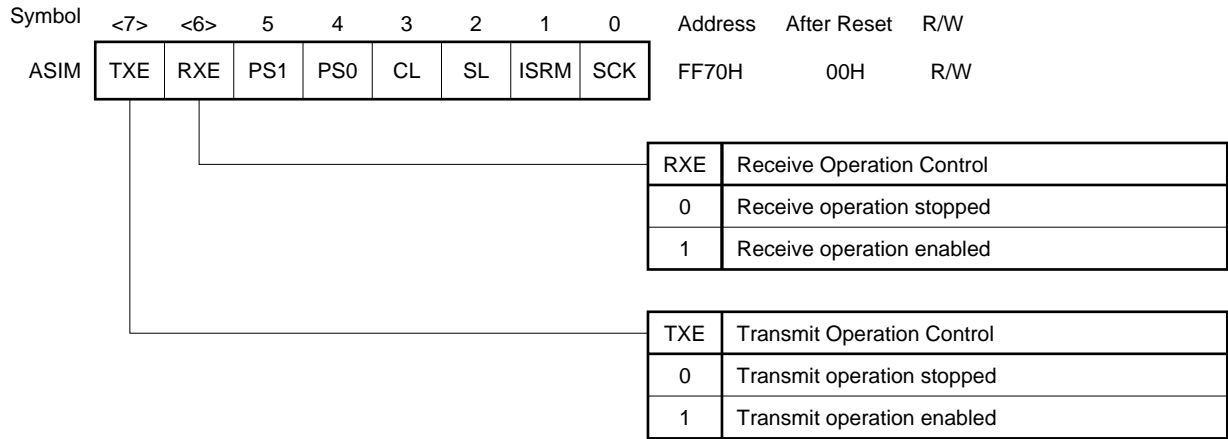 Symbol <7> <6> 5 4 3 2 1 0 Address After Reset R/W
ASIM TXE RXE PS1 PS0 CL SL ISRM SCK FF70H 00H R/W
RXE Receive Operation Control
0 Receive operation stopped
1 Receive operation enabled
TXE Transmit Operation Control
0 Transmit operation stopped
1 Transmit operation enabled